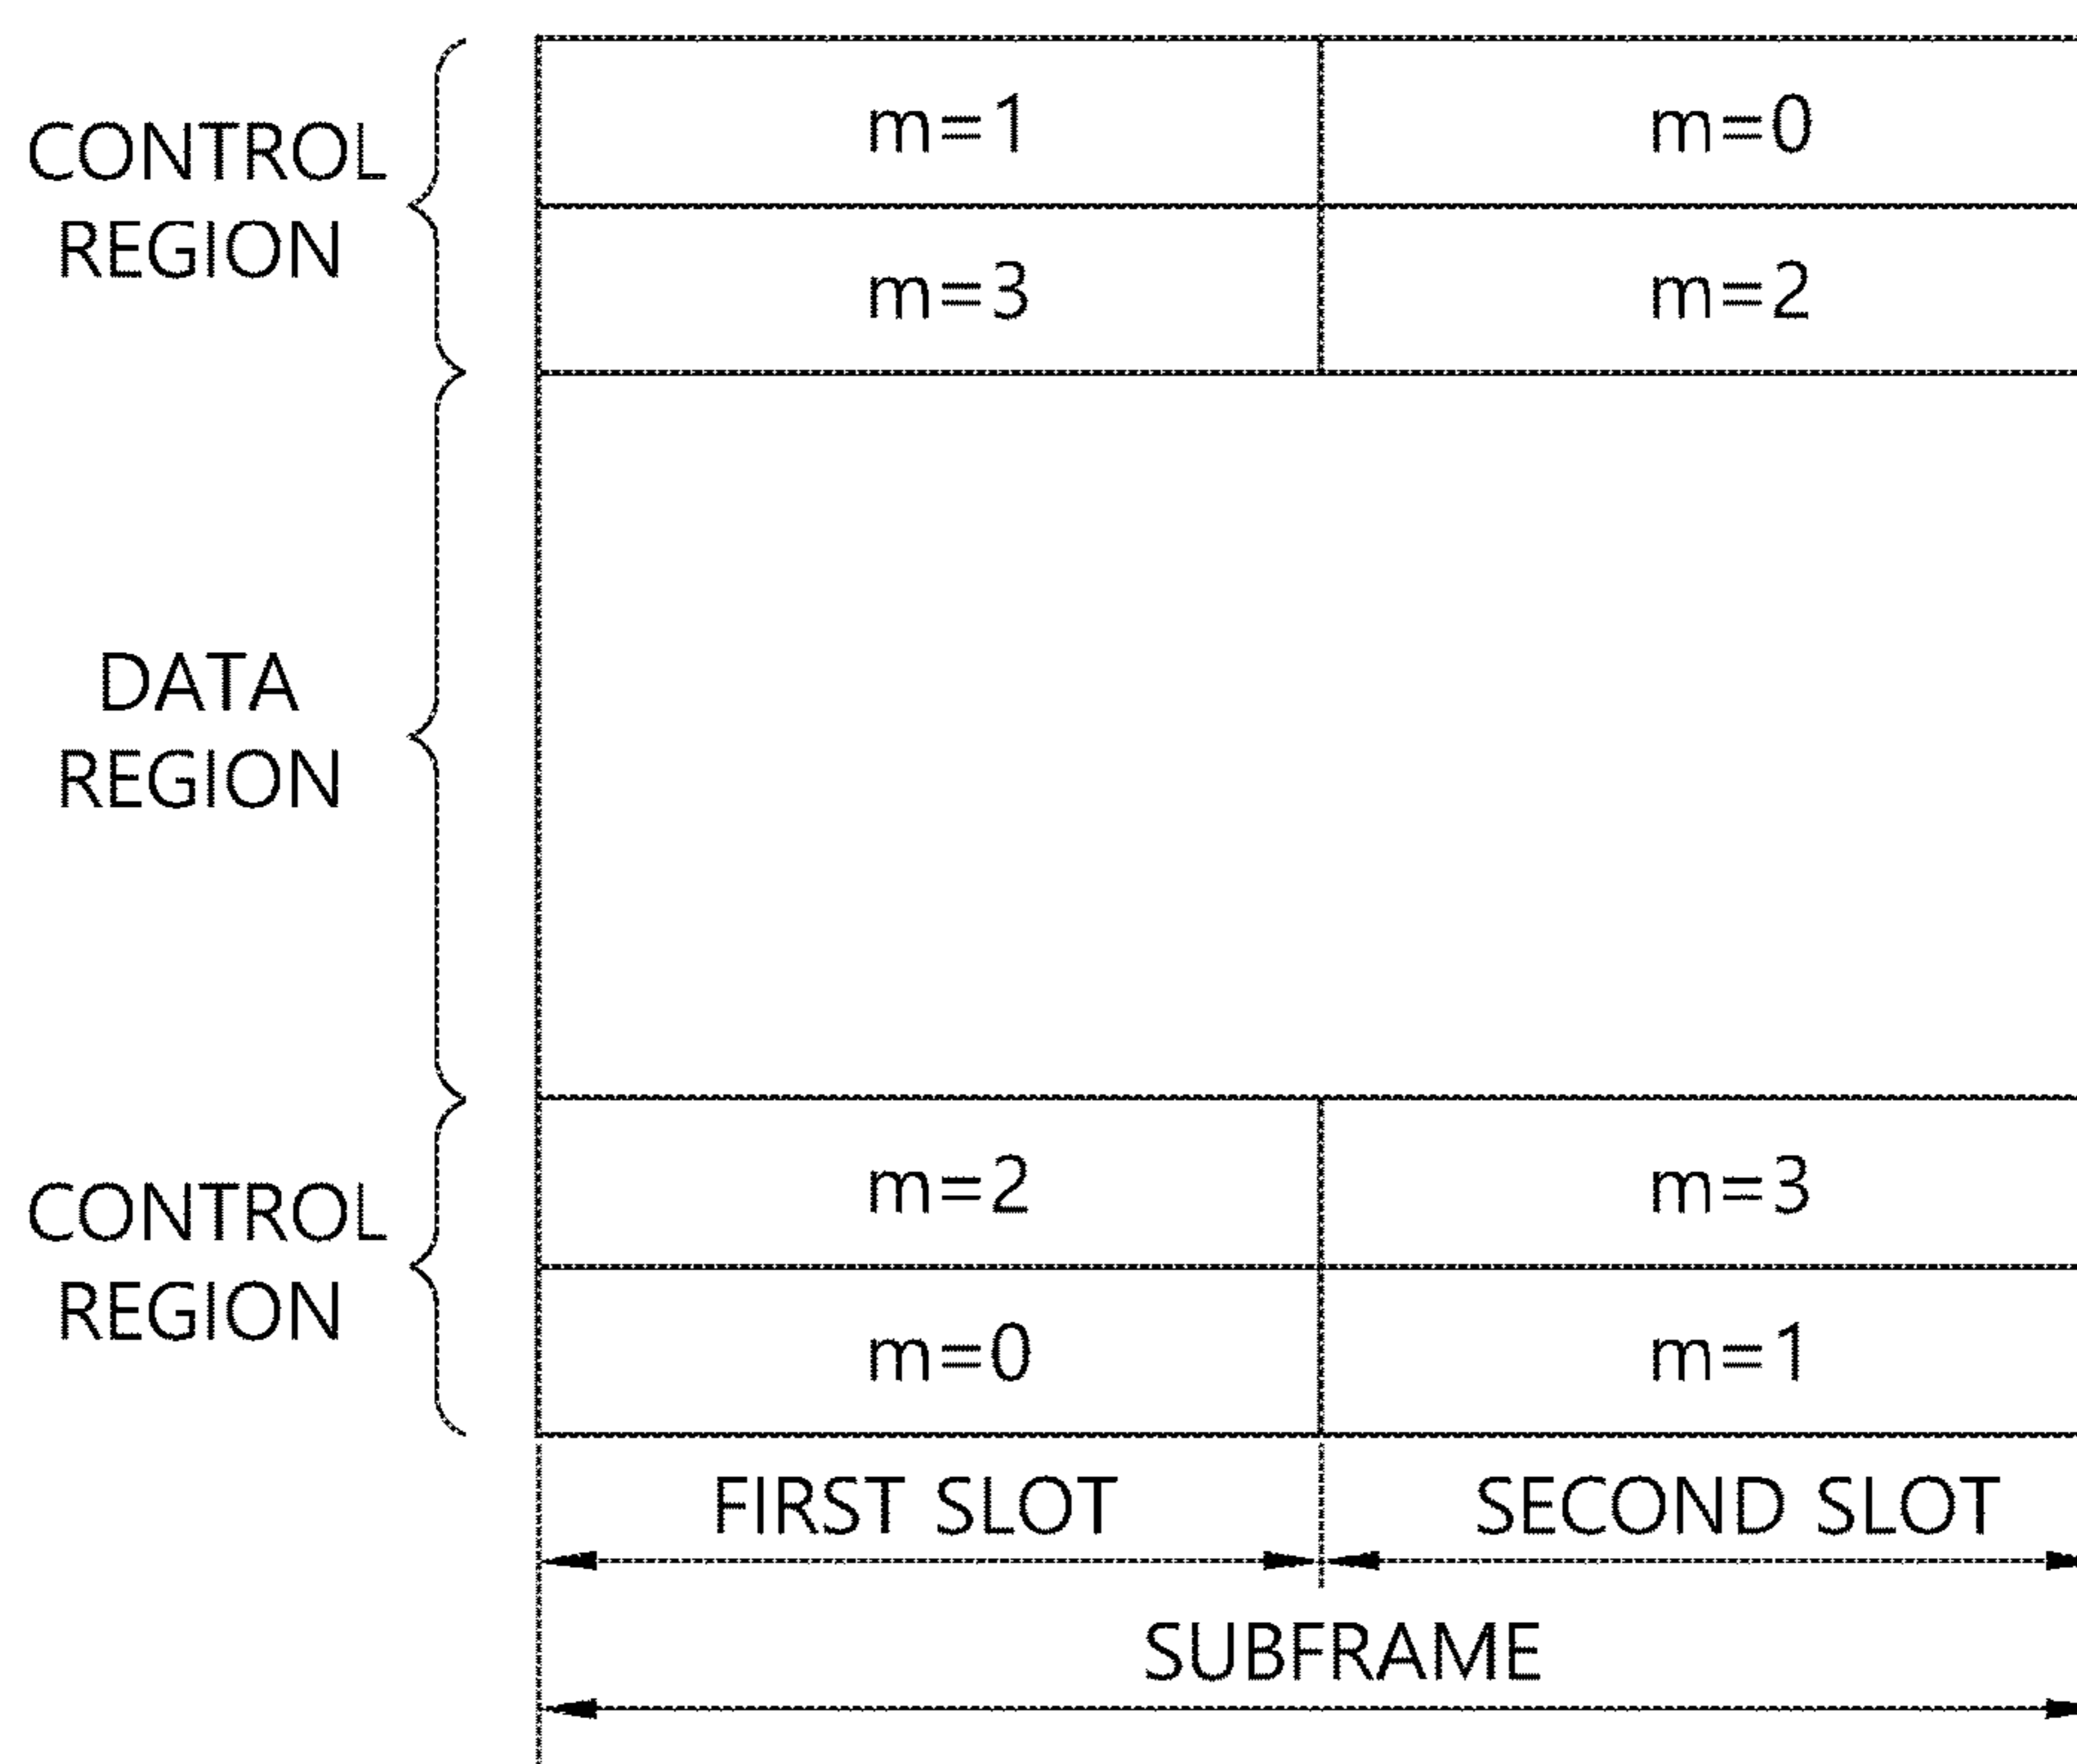 CONTROL
REGION
m=1 m=0
m=3 m=2
DATA
REGION
CONTROL
REGION
m=2 m=3
m=0 m=1
FIRST SLOT SECOND SLOT
SUBFRAME